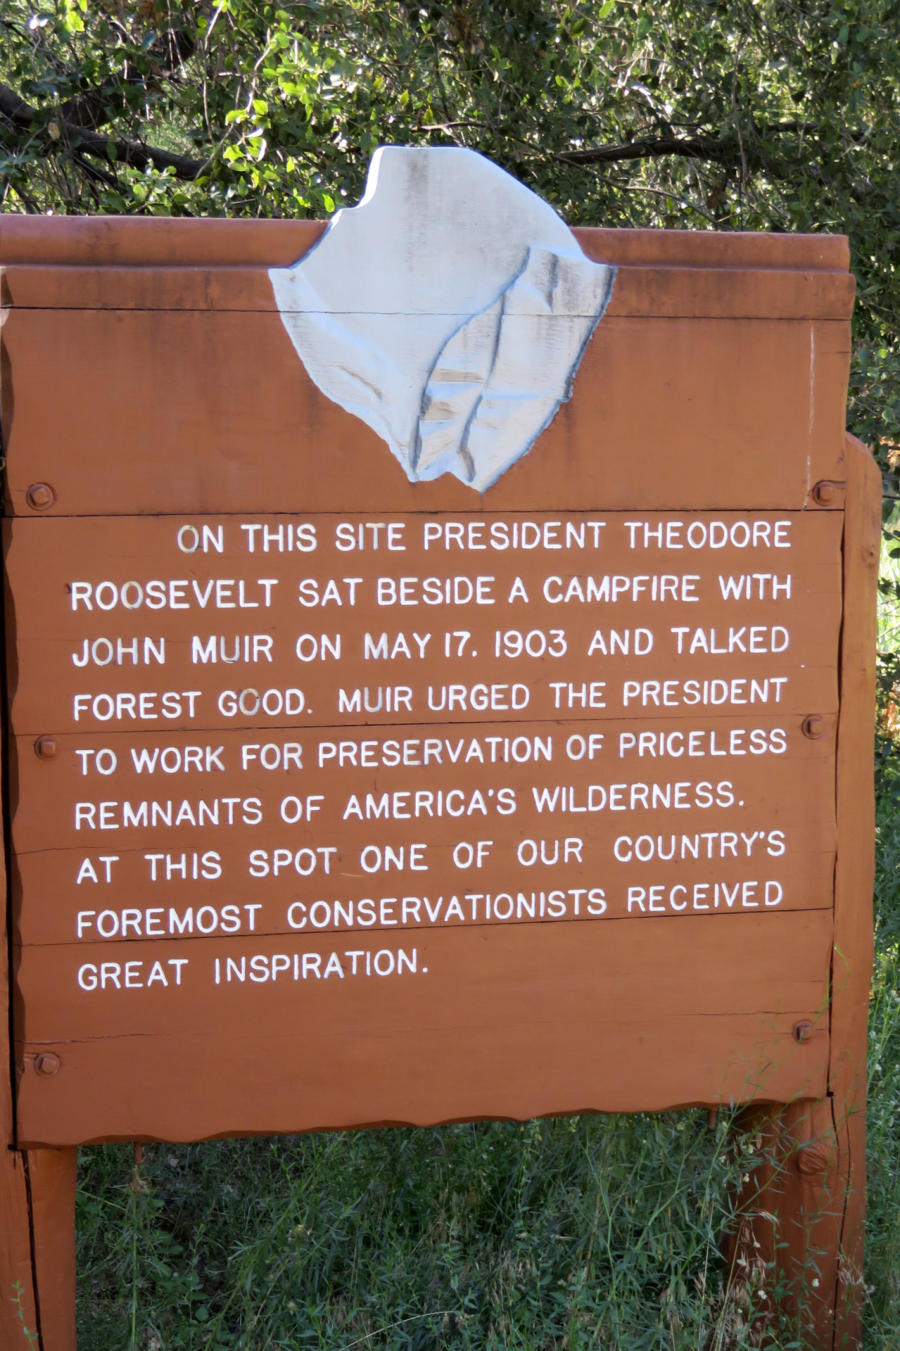 ON THIS SITE PRESIDENT THEODORE
ROOSEVELT SAT BESIDE A CAMPFIRE WITH
JOHN MUIR ON MAY 17. 1903 AND TALKED
FOREST GOOD. MUIR URGED THE PRESIDENT
TO WORK FOR PRESERVATION OF PRICELESS
REMNANTS OF AMERICA'S WILDERNESS.
AT THIS SPOT ONE OF OUR COUNTRY'S
FOREMOST CONSERVATIONISTS RECEIVED
GREAT INSPIRATION.